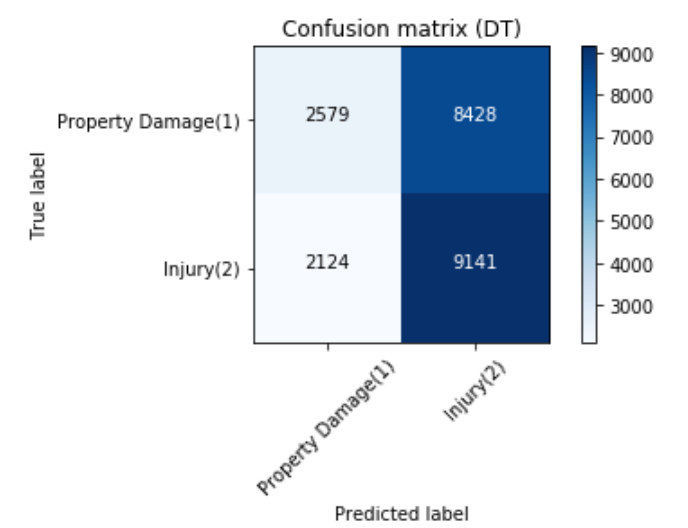 Confusion matrix (DT)
True label
Property Damage(1)
2579
8428
Injury(2)
2124
9141
Property Damage(1)
Injury(2)
Predicted label
9000
8000
7000
6000
5000
4000
3000